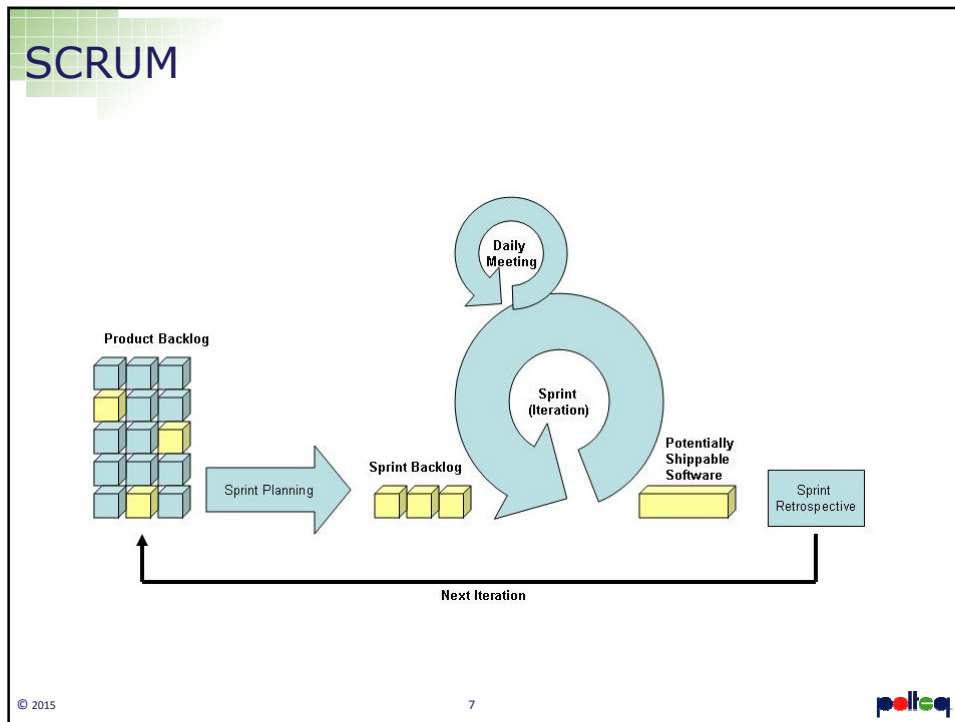 SCRUM
Daily
Meeting
Product Backlog
Sprint
(Iteration)
Potentially
Shippable
Software
Sprint Backlog
Sprint Planning
Sprint
Retrospective
Next Iteration
© 2015
7
polteq